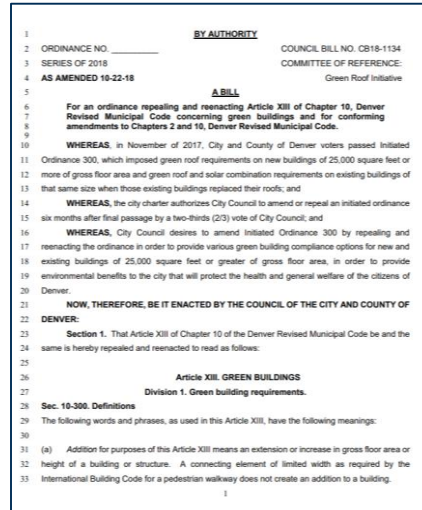 1 BY AUTHORITY
2 ORDINANCE NO. __________ COUNCIL BILL NO. CB18-1134
3 SERIES OF 2018 COMMITTEE OF REFERENCE:
4 AS AMENDED 10-22-18 Green Roof Initiative
5 A BILL
6 For an ordinance repealing and reenacting Article XIII of Chapter 10, Denver
7 Revised Municipal Code concerning green buildings and for conforming
8 amendments to Chapters 2 and 10, Denver Revised Municipal Code.
9
10 WHEREAS, in November of 2017, City and County of Denver voters passed Initiated
11 Ordinance 300, which imposed green roof requirements on new buildings of 25,000 square feet or
12 more of gross floor area and green roof and solar combination requirements on existing buildings of
13 that same size when those existing buildings replaced their roofs; and
14 WHEREAS, the city charter authorizes City Council to amend or repeal an initiated ordinance
15 six months after final passage by a two-thirds (2/3) vote of City Council; and
16 WHEREAS, City Council desires to amend Initiated Ordinance 300 by repealing and
17 reenacting the ordinance in order to provide various green building compliance options for new and
18 existing buildings of 25,000 square feet or greater of gross floor area, in order to provide
19 environmental benefits to the city that will protect the health and general welfare of the citizens of
20 Denver.
21 NOW, THEREFORE, BE IT ENACTED BY THE COUNCIL OF THE CITY AND COUNTY OF
22 DENVER:
23 Section 1. That Article XIII of Chapter 10 of the Denver Revised Municipal Code be and the
24 same is hereby repealed and reenacted to read as follows:
25
26 Article XIII. GREEN BUILDINGS
27 Division 1. Green building requirements.
28 Sec. 10-300. Definitions
29 The following words and phrases, as used in this Article XIII, have the following meanings:
30
31 (a) Addition for purposes of this Article XIII means an extension or increase in gross floor area or
32 height of a building or structure. A connecting element of limited width as required by the
33 International Building Code for a pedestrian walkway does not create an addition to a building.
1